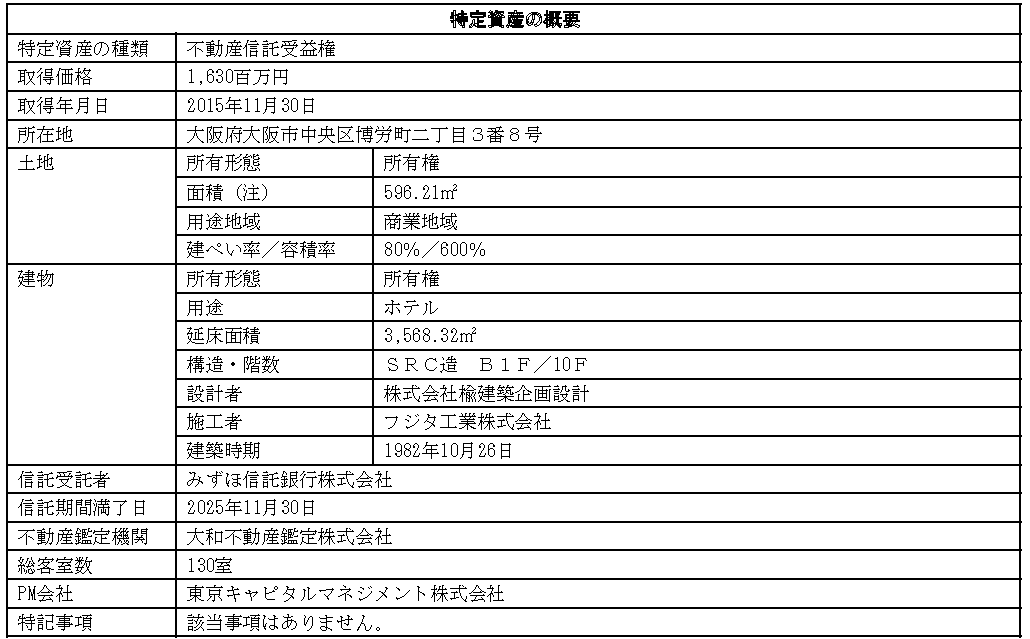 特定資産の概要
特定資産の種類 不動産信託受益権
取得価格 1,630百万円
取得年月日 2015年11月30日
所在地 大阪府大阪市中央区博労町二丁目3番8号
土地 所有形態 所有権
面積（注） 596.21㎡
用途地域 商業地域
建ぺい率／容積率 80%／600%
建物 所有形態 所有権
用途 ホテル
延床面積 3,568.32㎡
構造・階数 ＳＲＣ造　Ｂ１Ｆ／10Ｆ
設計者 株式会社楡建築企画設計
施工者 フジタ工業株式会社
建築時期 1982年10月26日
信託受託者 みずほ信託銀行株式会社
信託期間満了日 2025年11月30日
不動産鑑定機関 大和不動産鑑定株式会社
総客室数 130室
PM会社 東京キャピタルマネジメント株式会社
特記事項 該当事項はありません。